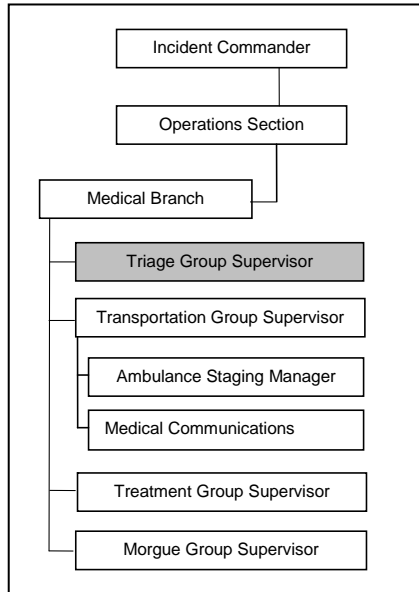 Incident Commander
Operations Section
Medical Branch
Triage Group Supervisor
Transportation Group Supervisor
Ambulance Staging Manager
Medical Communications
Treatment Group Supervisor
Morgue Group Supervisor